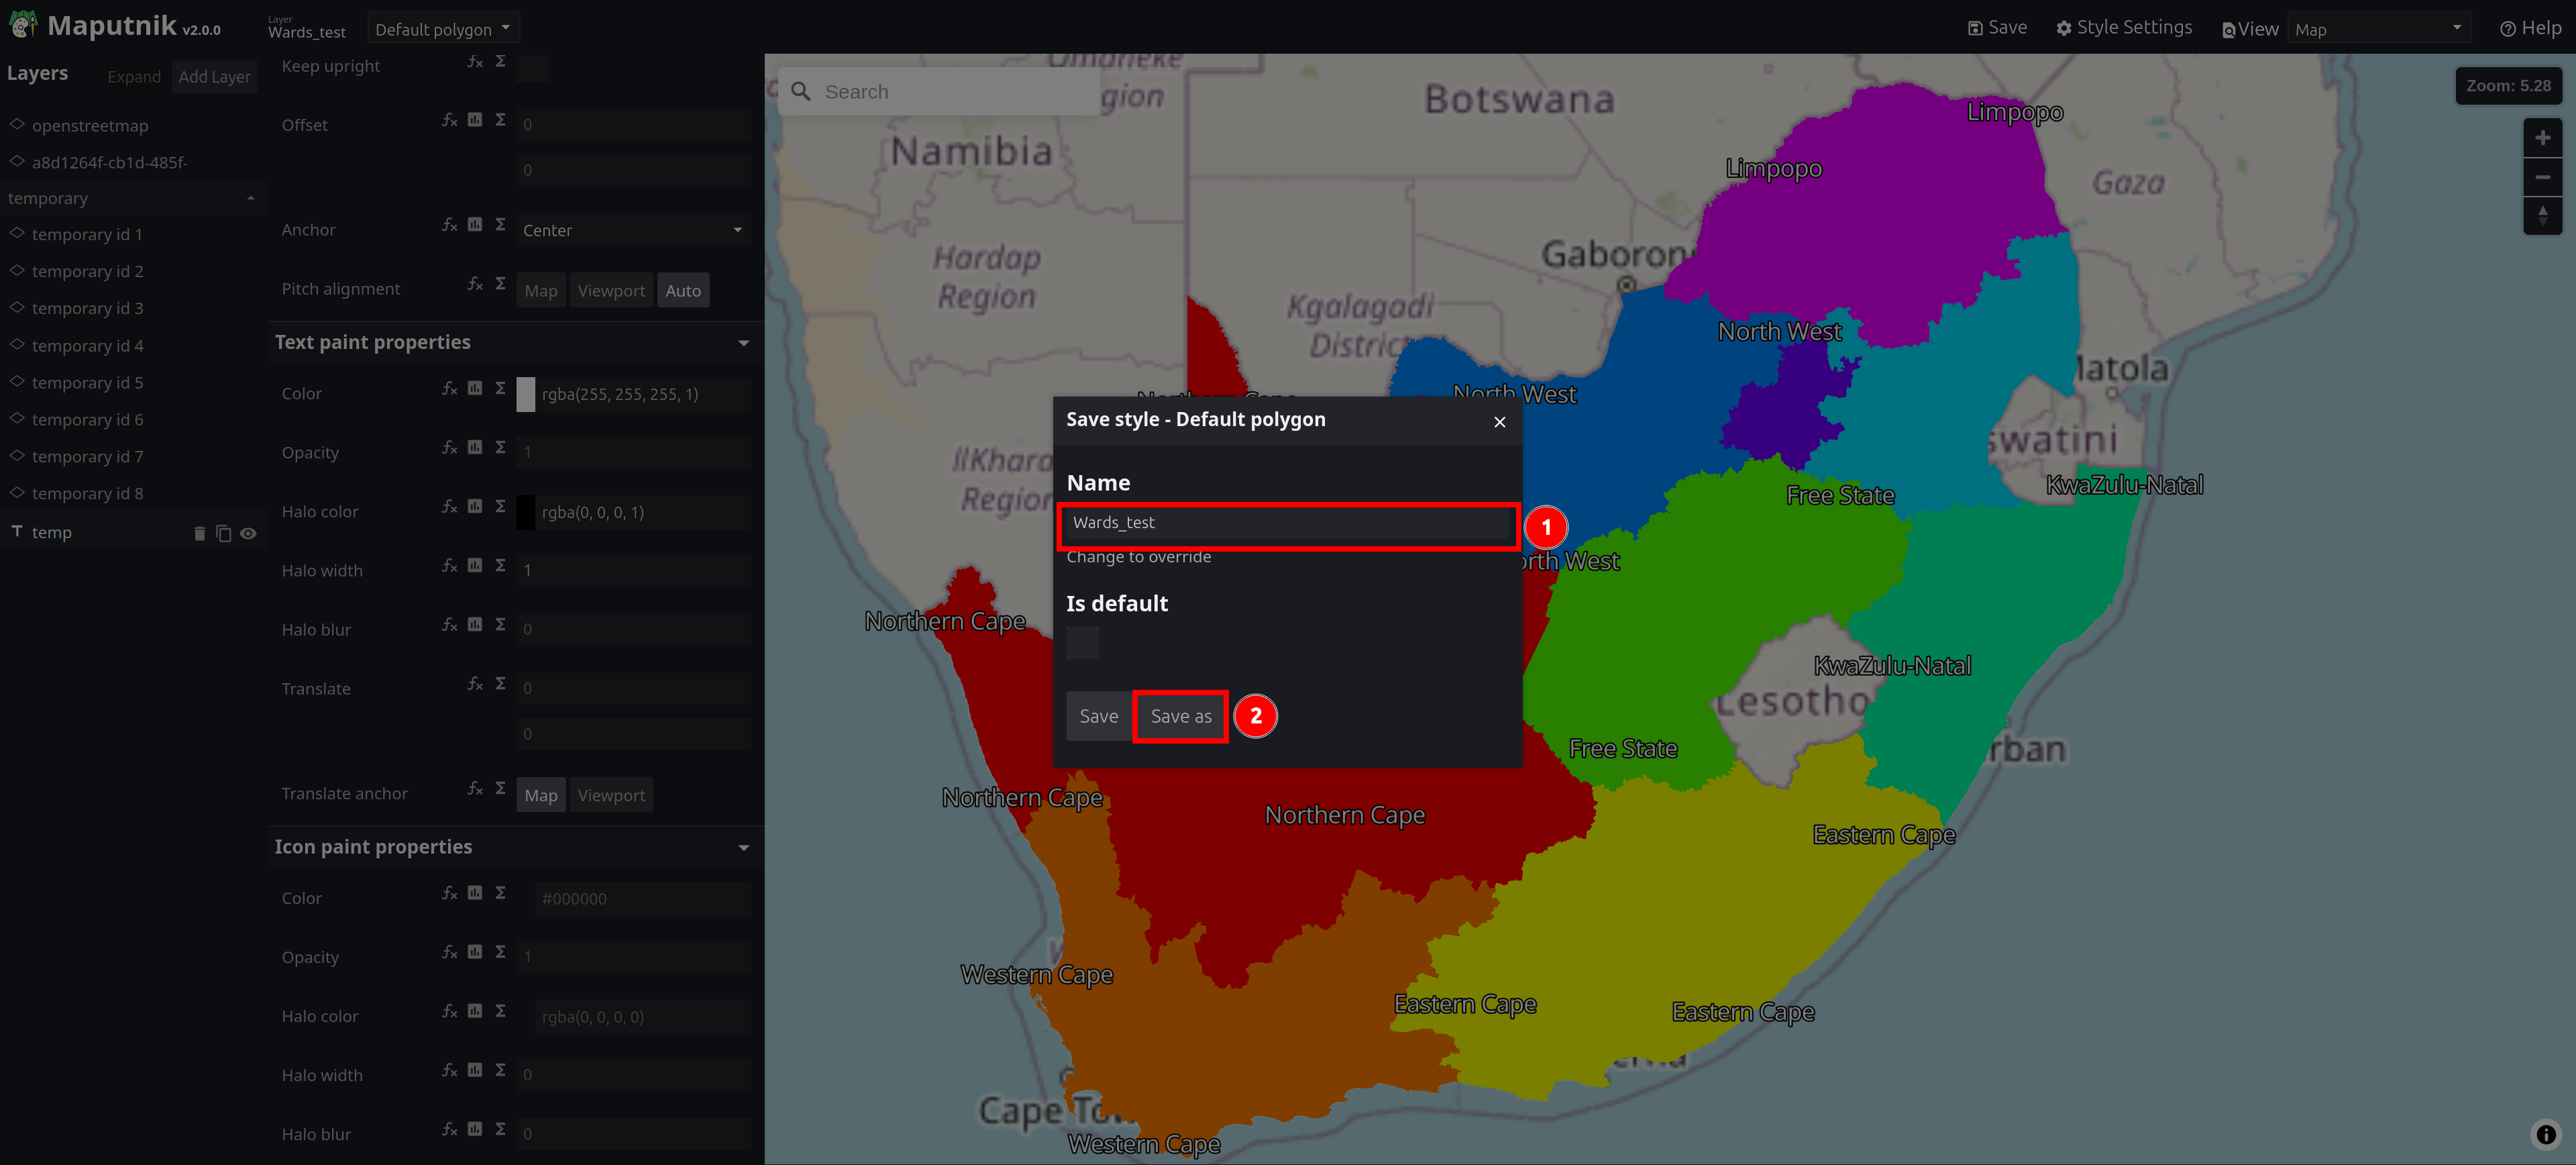 Maputnik v2.0.0
Layer
Wards_test
Default polygon
Save
Style Settings
View
Map
Help
Layers
Expand
Add Layer
openstreetmap
a8d1264f-cb1d-485f-
temporary
temporary id 1
temporary id 2
temporary id 3
temporary id 4
temporary id 5
temporary id 6
temporary id 7
temporary id 8
T temp
Keep upright
Offset
0
0
Anchor
Center
Pitch alignment
Map
Viewport
Auto
Text paint properties
Color
rgba(255, 255, 255, 1)
Opacity
1
Halo color
rgba(0, 0, 0, 1)
Halo width
1
Halo blur
0
Translate
0
0
Translate anchor
Map
Viewport
Icon paint properties
Color
#000000
Opacity
1
Halo color
rgba(0, 0, 0, 0)
Halo width
0
Halo blur
0
Search
Zoom: 5.28
Namibia
Botswana
Limpopo
Limpopo
Gaza
Hardap
Region
Gaboron
Kgalagadi
District
North West
North West
Save style - Default polygon
×
Name
Wards_test
1
Change to override
Is default
Save
Save as
2
Region
swatini
KwaZulu-Natal
Free State
Northern Cape
KwaZulu-Natal
Lesotho
Free State
Northern Cape
Northern Cape
Eastern Cape
Western Cape
Eastern Cape
Eastern Cape
Cape To
Western Cape